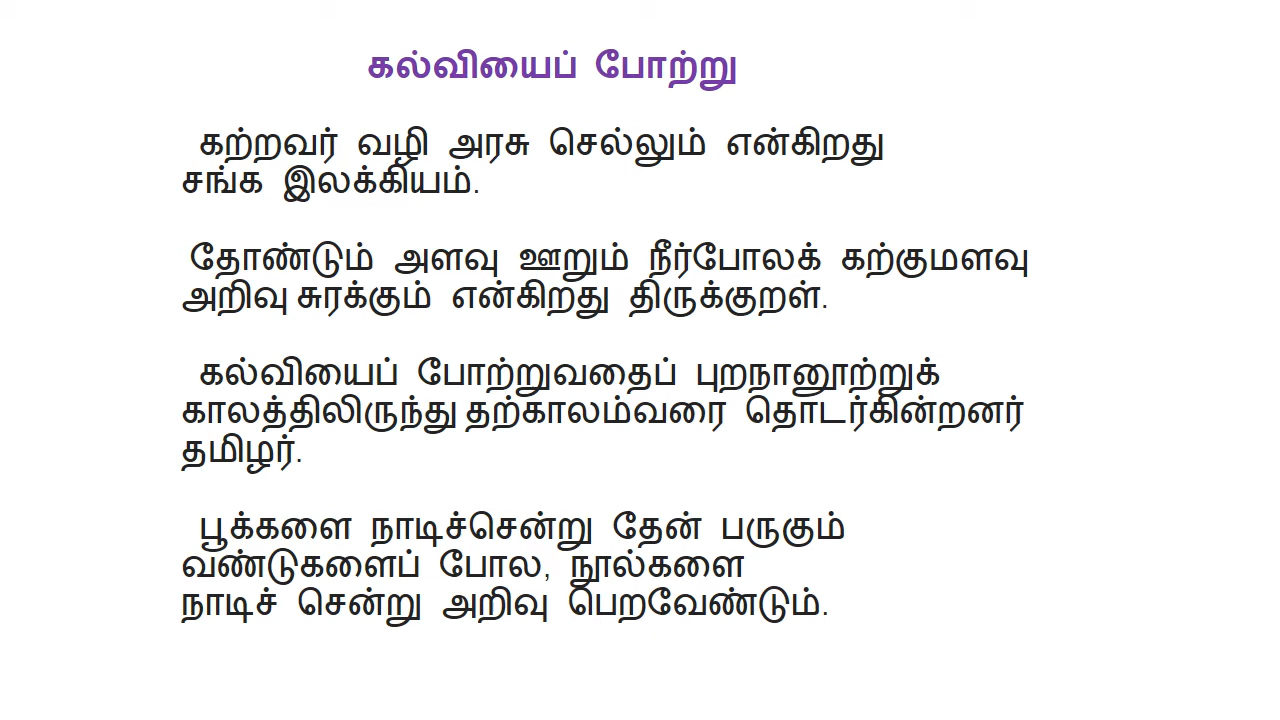 கல்வியைப் போற்று
கற்றவர் வழி அரசு செல்லும் என்கிறது
சங்க இலக்கியம்.
தோண்டும் அளவு ஊறும் நீர்போலக் கற்குமளவு
அறிவு சுரக்கும் என்கிறது திருக்குறள்.
கல்வியைப் போற்றுவதைப் புறநானூற்றுக்
காலத்திலிருந்து தற்காலம்வரை தொடர்கின்றனர்
தமிழர்.
பூக்களை நாடிச்சென்று தேன் பருகும்
வண்டுகளைப் போல, நூல்களை
நாடிச் சென்று அறிவு பெறவேண்டும்.